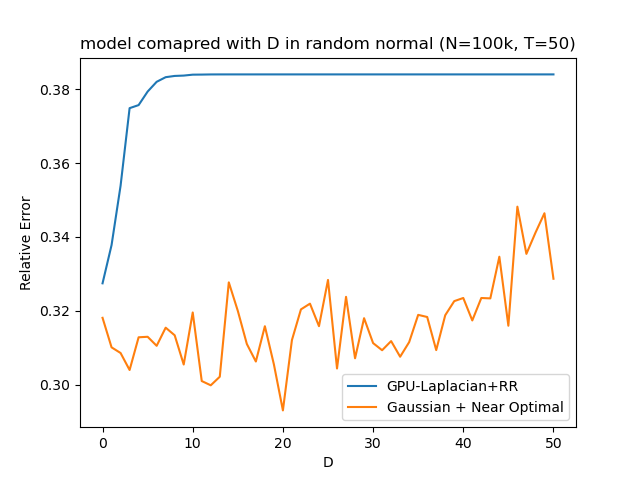 model comapred with D in random normal (N=100k, T=50)
Relative Error
0.38
0.36
0.34
0.32
0.30
GPU-Laplacian+RR
Gaussian + Near Optimal
0 10 20 30 40 50
D